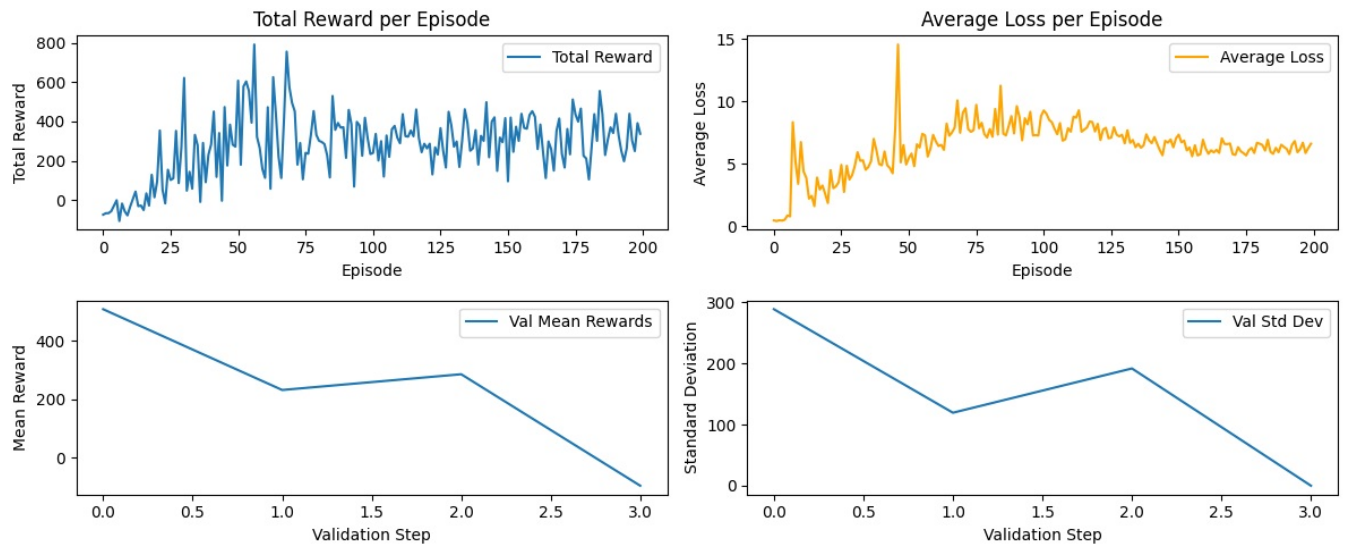 Total Reward per Episode
Total Reward
800
600
400
200
0
Total Reward
0 25 50 75 100 125 150 175 200
Episode
Average Loss per Episode
Average Loss
15
10
5
0
Average Loss
0 25 50 75 100 125 150 175 200
Episode
Val Mean Rewards
400
200
0
Mean Reward
0.0 0.5 1.0 1.5 2.0 2.5 3.0
Validation Step
Val Std Dev
300
200
100
0
Standard Deviation
0.0 0.5 1.0 1.5 2.0 2.5 3.0
Validation Step